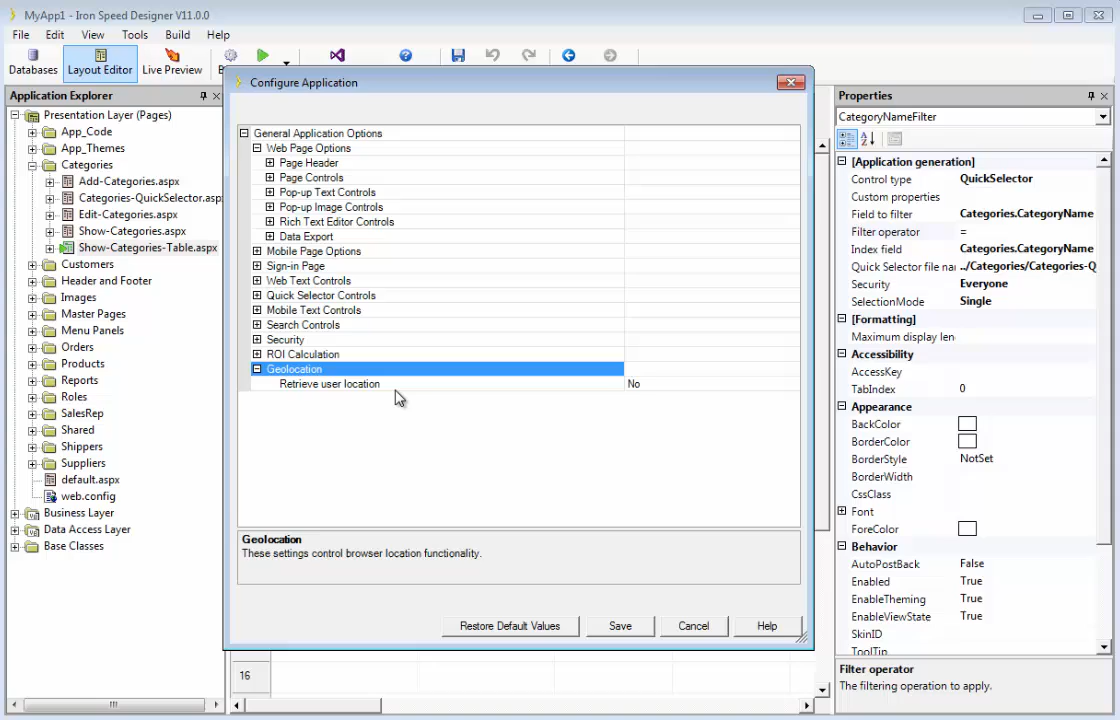 MyApp1 - Iron Speed Designer V11.0.0
File Edit View Tools Build Help
Databases Layout Editor Live Preview
Application Explorer
Presentation Layer (Pages)
App_Code
App_Themes
Categories
Add-Categories.aspx
Categories-QuickSelector.asp
Edit-Categories.aspx
Show-Categories.aspx
Show-Categories-Table.aspx
Customers
Header and Footer
Images
Master Pages
Menu Panels
Orders
Products
Reports
Roles
SalesRep
Shared
Shippers
Suppliers
default.aspx
web.config
Business Layer
Data Access Layer
Base Classes
Configure Application
General Application Options
Web Page Options
Page Header
Page Controls
Pop-up Text Controls
Pop-up Image Controls
Rich Text Editor Controls
Data Export
Mobile Page Options
Sign-in Page
Web Text Controls
Quick Selector Controls
Mobile Text Controls
Search Controls
Security
ROI Calculation
Geolocation
Retrieve user location No
Geolocation
These settings control browser location functionality.
Restore Default Values Save Cancel Help
16
Properties
CategoryNameFilter
[Application generation]
Control type QuickSelector
Custom properties
Field to filter Categories.CategoryName
Filter operator =
Index field Categories.CategoryName
Quick Selector file na ../Categories/Categories-Q
Security Everyone
SelectionMode Single
[Formatting]
Maximum display len
Accessibility
AccessKey
TabIndex 0
Appearance
BackColor
BorderColor
BorderStyle NotSet
BorderWidth
CssClass
Font
ForeColor
Behavior
AutoPostBack False
Enabled True
EnableTheming True
EnableViewState True
SkinID
ToolTip
Filter operator
The filtering operation to apply.